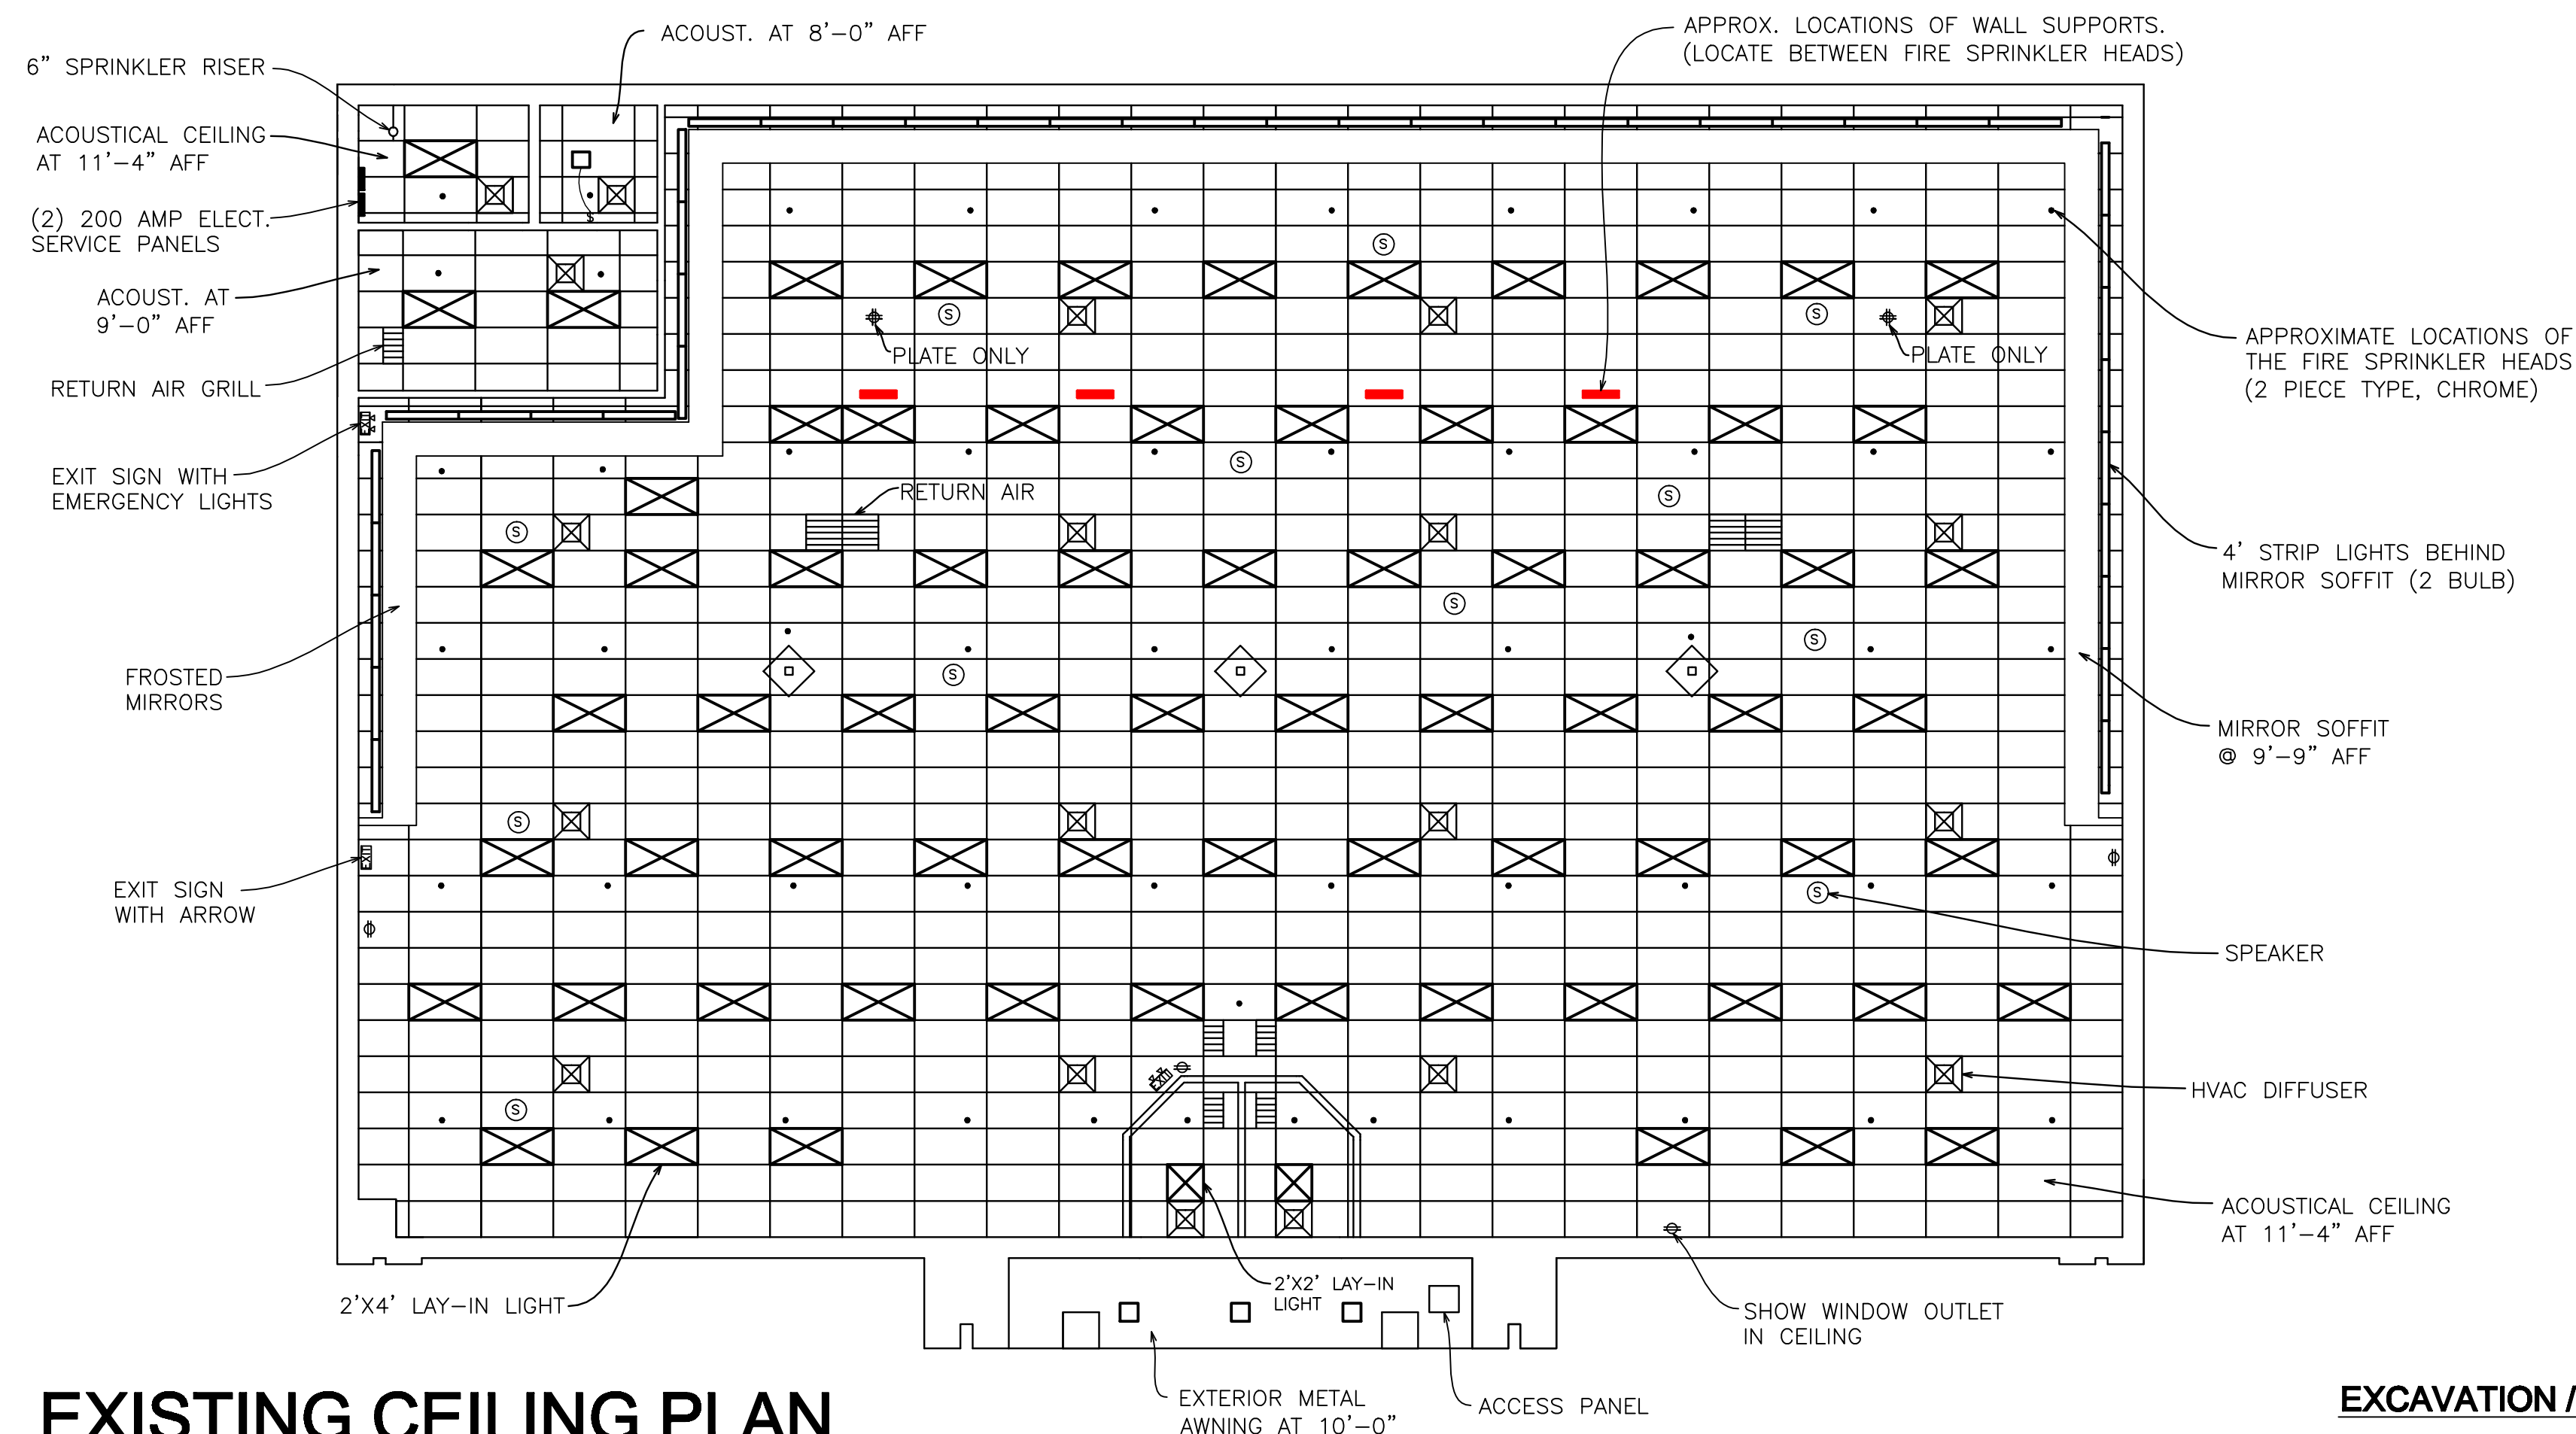 ACOUST. AT 8'-0" AFF
APPROX. LOCATIONS OF WALL SUPPORTS.
(LOCATE BETWEEN FIRE SPRINKLER HEADS)
6" SPRINKLER RISER
ACOUSTICAL CEILING
AT 11'-4" AFF
(2) 200 AMP ELECT.
SERVICE PANELS
S
S
ACOUST. AT
9'-0" AFF
S
S
PLATE ONLY
PLATE ONLY
APPROXIMATE LOCATIONS OF
THE FIRE SPRINKLER HEADS
(2 PIECE TYPE, CHROME)
RETURN AIR GRILL
EXIT
EXIT SIGN WITH
EMERGENCY LIGHTS
S
RETURN AIR
S
S
4' STRIP LIGHTS BEHIND
MIRROR SOFFIT (2 BULB)
S
S
FROSTED
MIRRORS
S
MIRROR SOFFIT
@ 9'-9" AFF
S
EXIT
EXIT SIGN
WITH ARROW
S
SPEAKER
EXIT
HVAC DIFFUSER
S
ACOUSTICAL CEILING
AT 11'-4" AFF
2'X4' LAY-IN LIGHT
2'X2' LAY-IN
LIGHT
SHOW WINDOW OUTLET
IN CEILING
EXTERIOR METAL
AWNING AT 10'-0"
ACCESS PANEL
EXISTING CEILING PLAN
EXCAVATION /